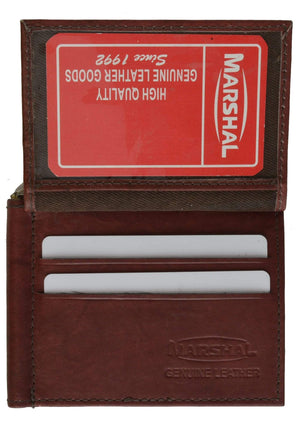 MARSHAL
HIGH QUALITY
GENUINE LEATHER GOODS
Since 1992
MARSHAL
GENUINE LEATHER